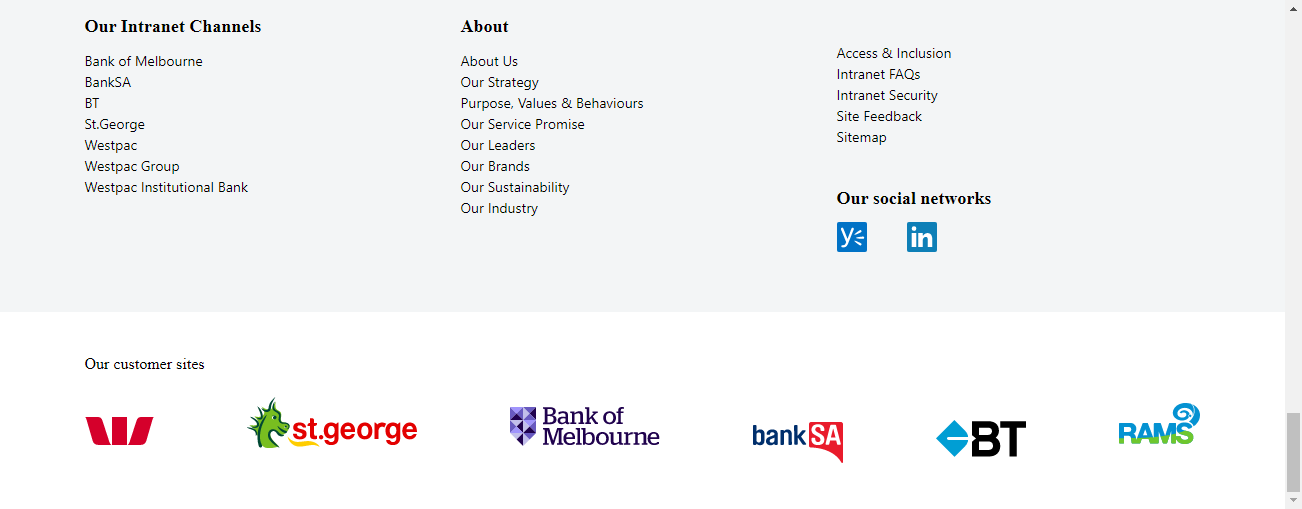 Our Intranet Channels
Bank of Melbourne
BankSA
BT
St.George
Westpac
Westpac Group
Westpac Institutional Bank
About
About Us
Our Strategy
Purpose, Values & Behaviours
Our Service Promise
Our Leaders
Our Brands
Our Sustainability
Our Industry
Access & Inclusion
Intranet FAQs
Intranet Security
Site Feedback
Sitemap
Our social networks
in
Our customer sites
st.george
Bank of
Melbourne
bankSA
BT
RAMS